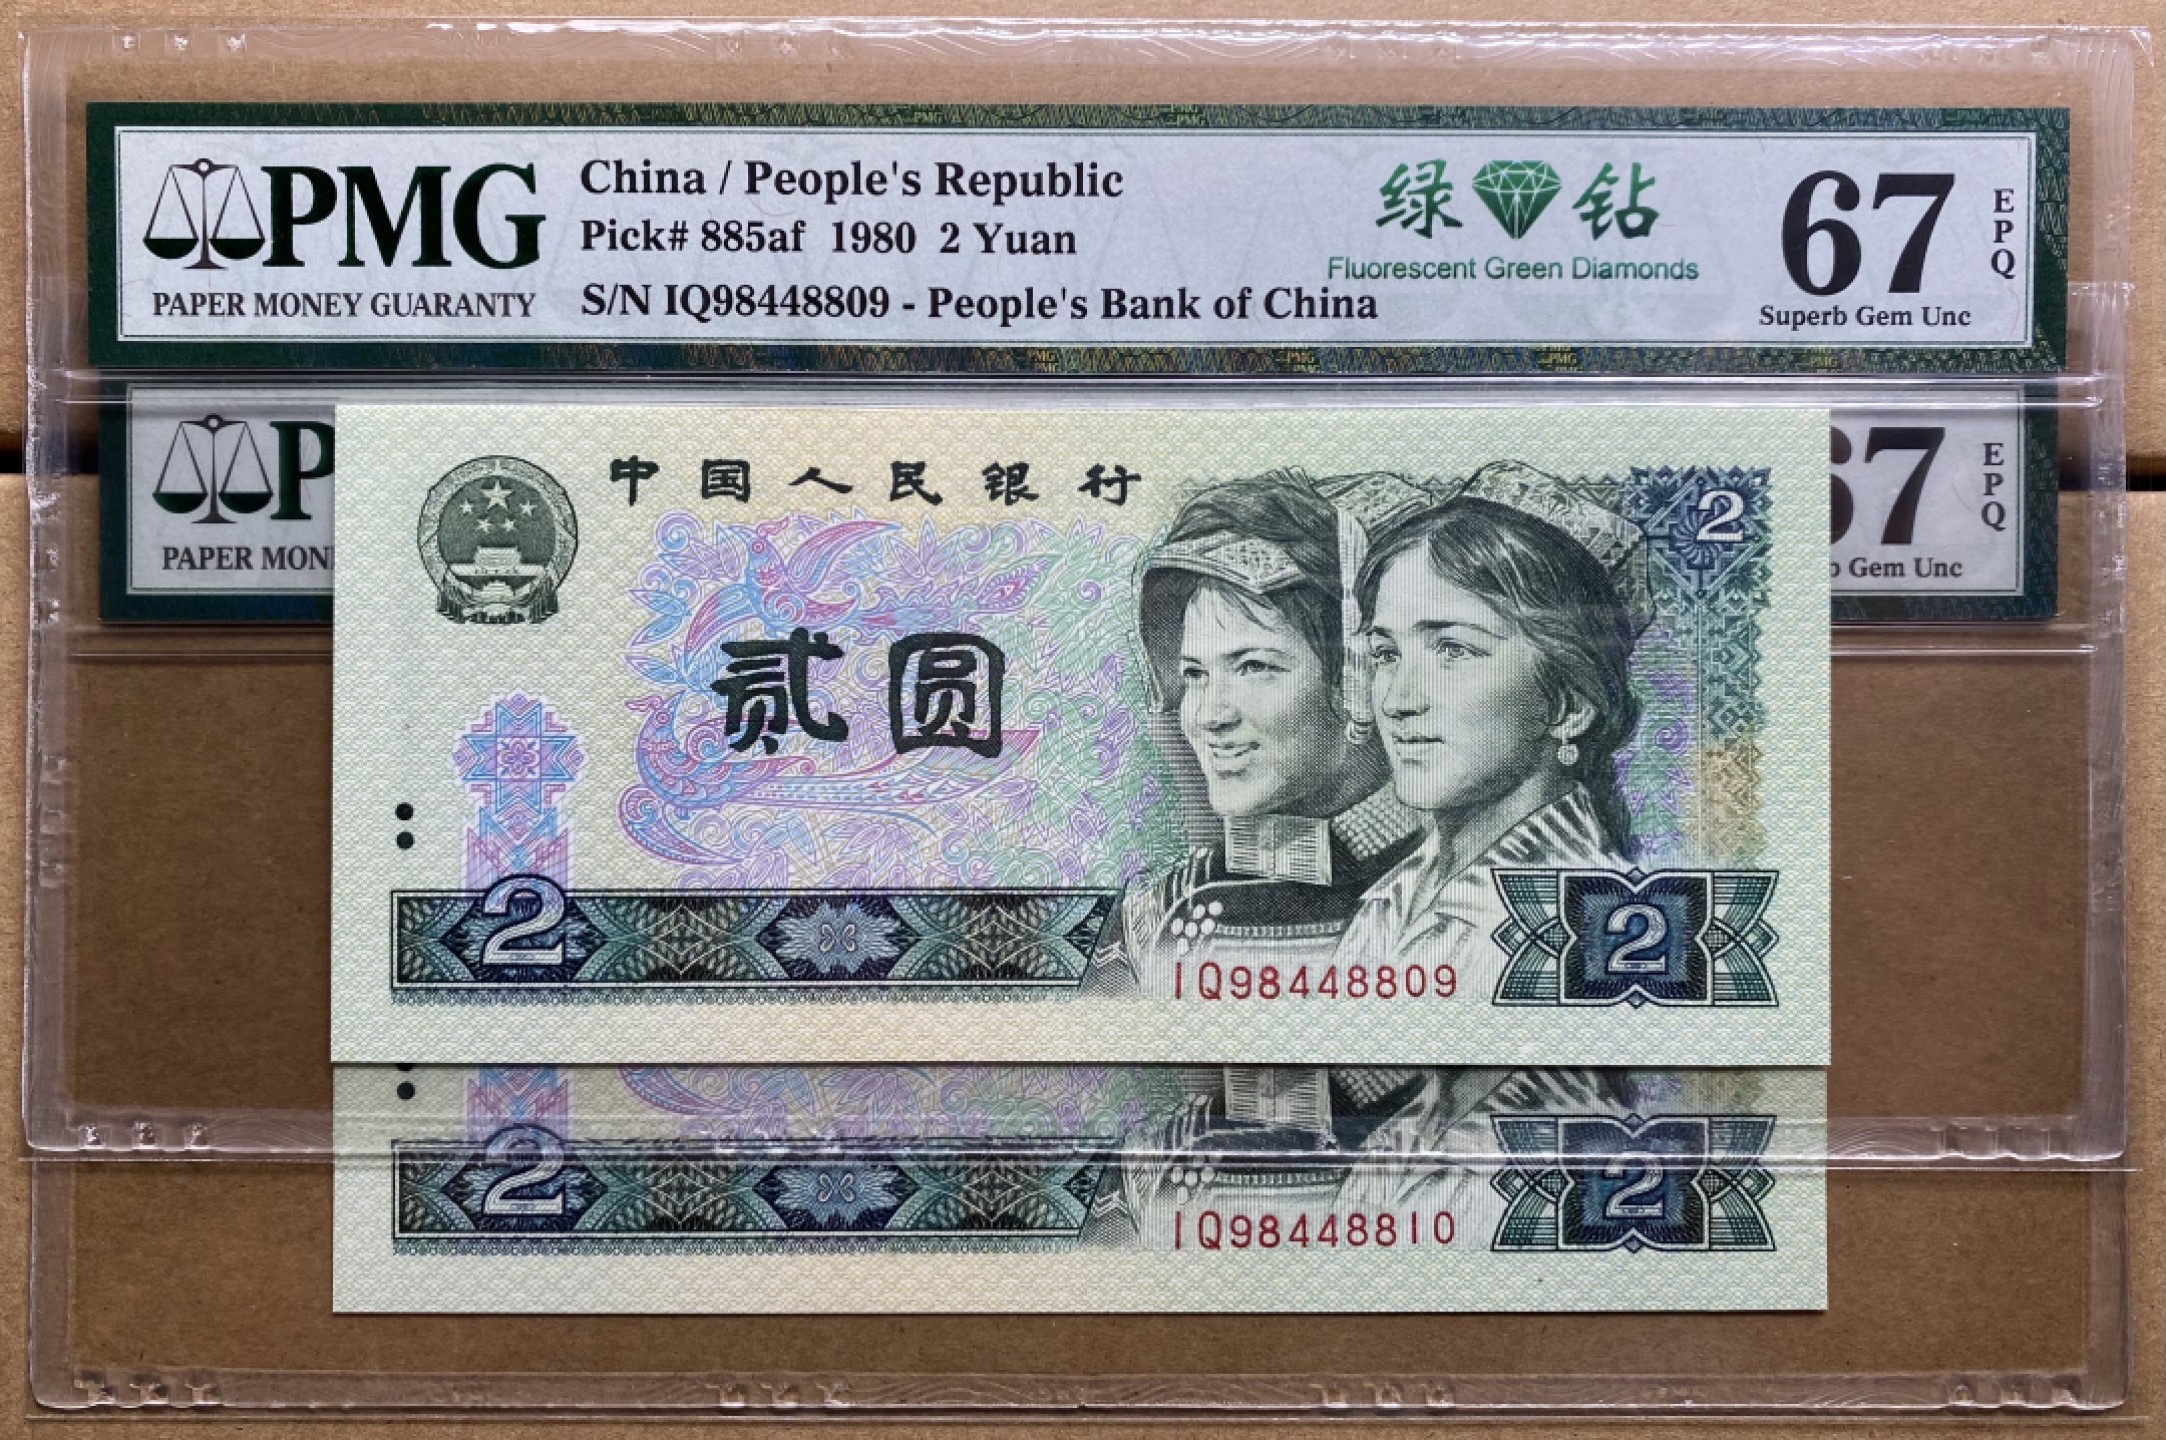 PMG
PAPER MONEY GUARANTY
China / People's Republic
Pick# 885af 1980 2 Yuan
S/N IQ98448809 - People's Bank of China
绿 钻
Fluorescent Green Diamonds
67
EPQ
Superb Gem Unc
P
PAPER MON
67
EPQ
Gem Unc
中国人民银行
2
贰圆
2
IQ98448809
2
2
IQ98448810
2